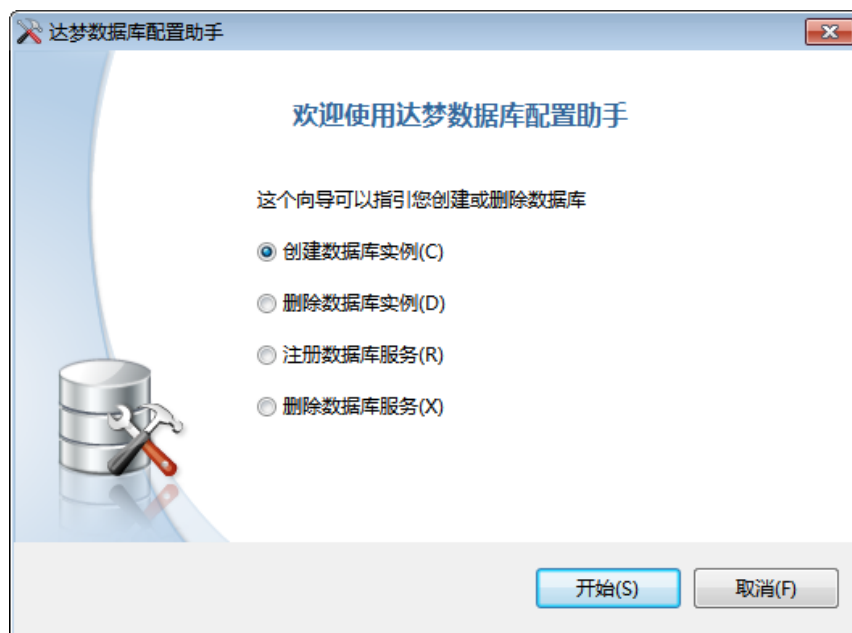 达梦数据库配置助手
欢迎使用达梦数据库配置助手
这个向导可以指引您创建或删除数据库
创建数据库实例(C)
删除数据库实例(D)
注册数据库服务(R)
删除数据库服务(X)
开始(S) 取消(F)